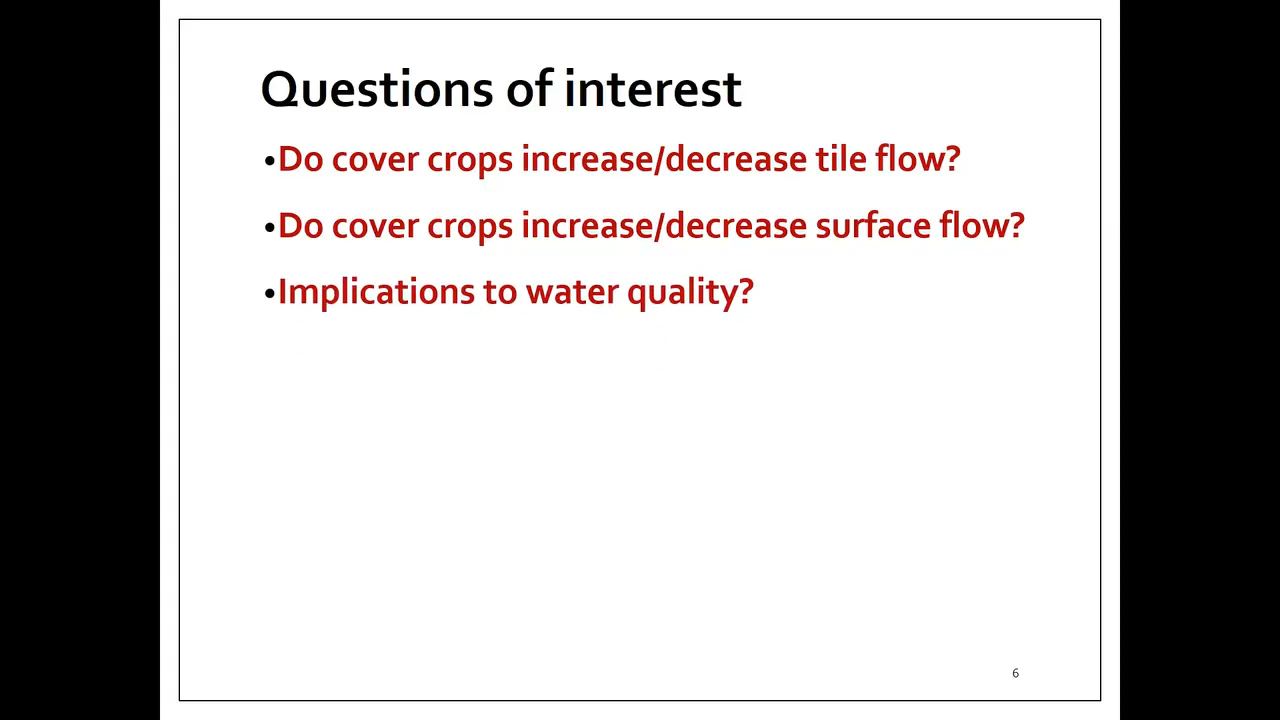 Questions of interest
•Do cover crops increase/decrease tile flow?
•Do cover crops increase/decrease surface flow?
•Implications to water quality?
6